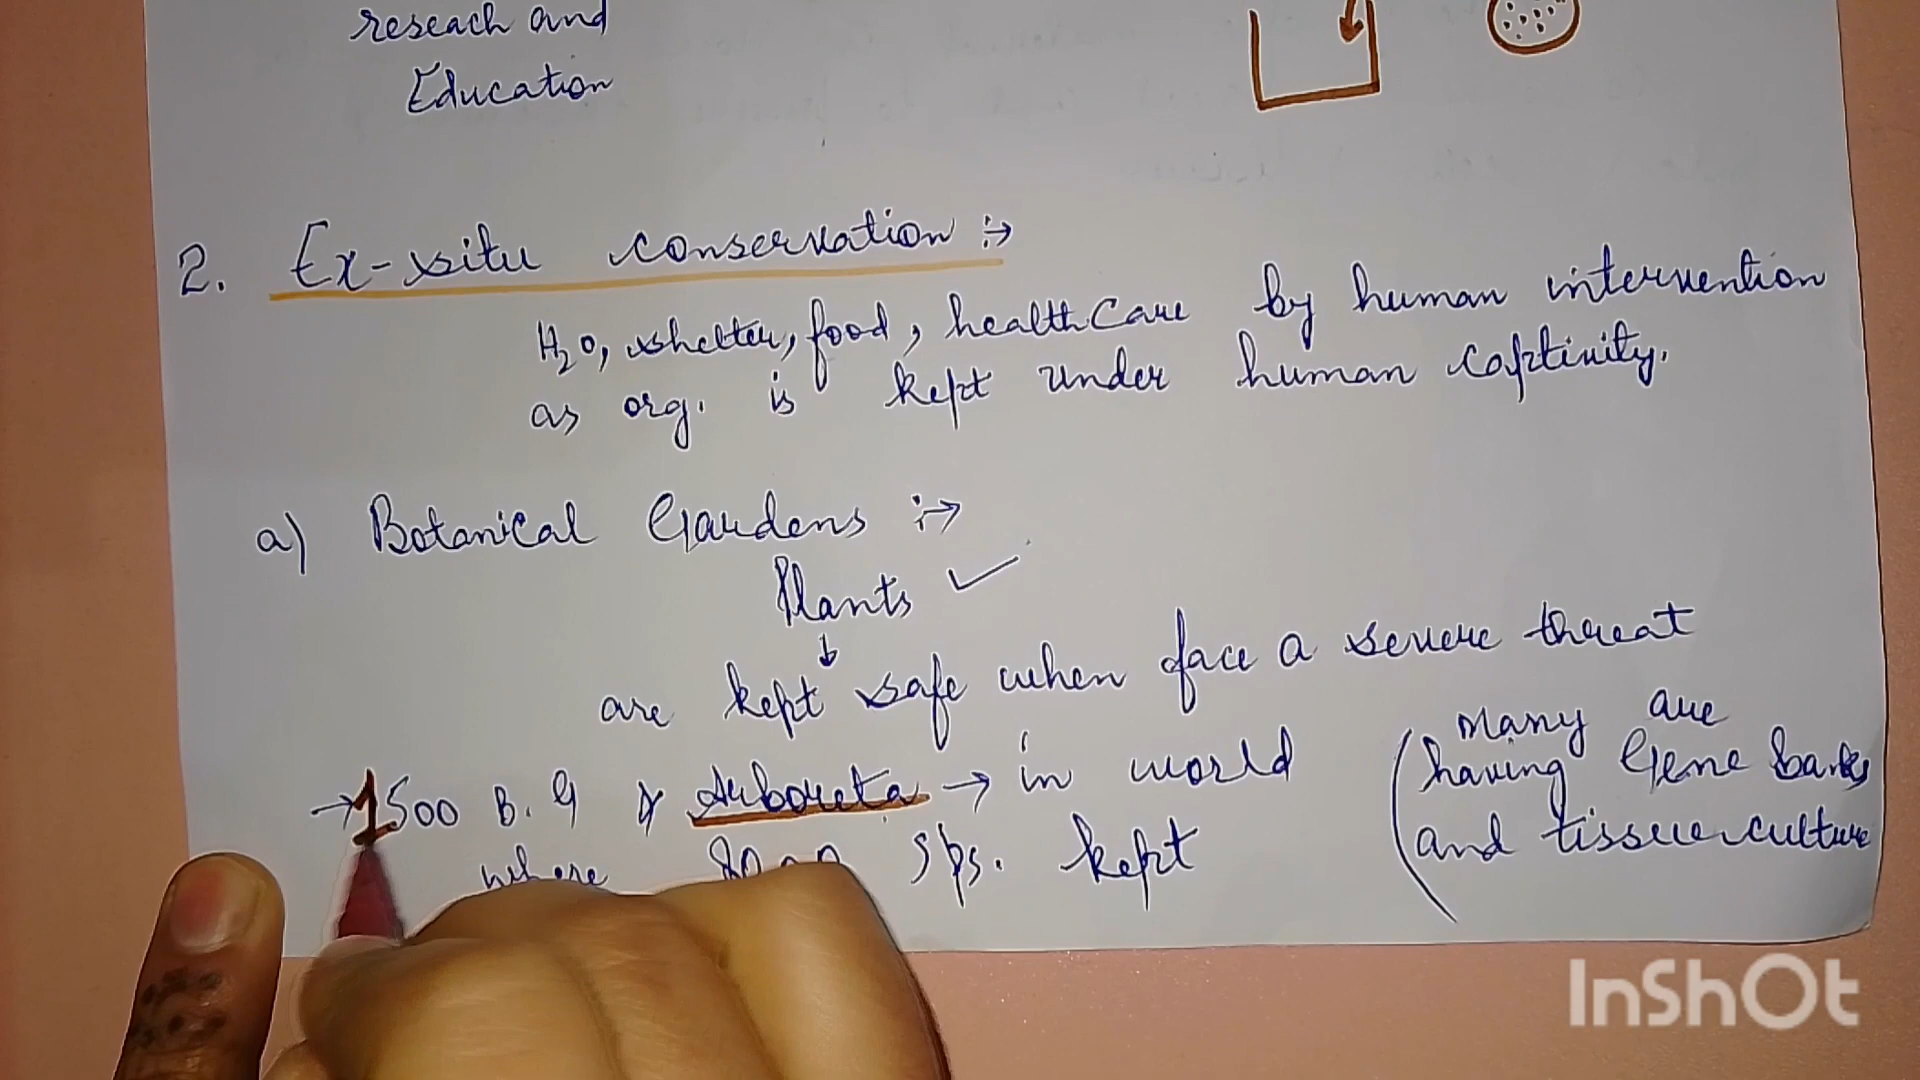 reseach and
Education
2. Ex-situ conservation :→
H₂O, shelter, food, healthcare by human intervention
as org. is kept under human captivity.
a) Botanical Gardens :→
Plants ✓
↓
are kept safe when face a severe threat
→1500 B.G & Arboreta → in world
where sps. kept
(many are
having Gene banks
and tissue culture
InShOt